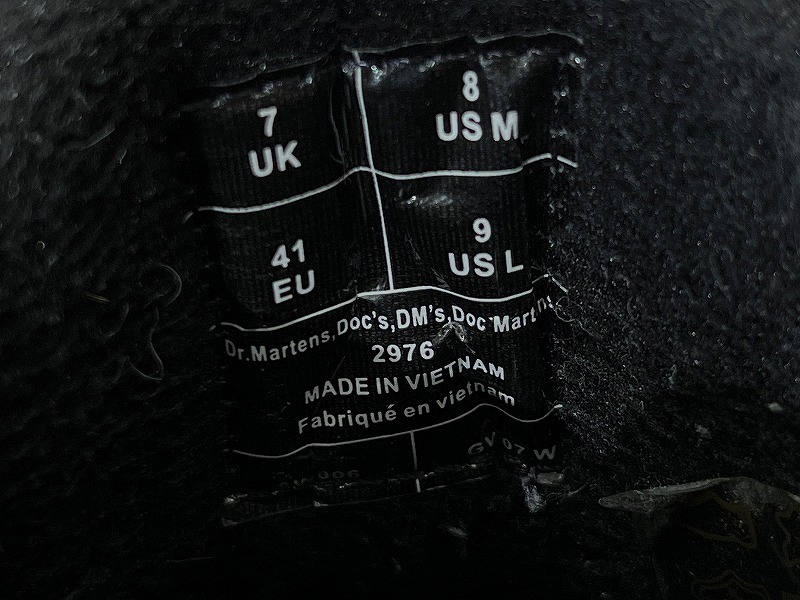 7
UK
8
US M
41
EU
9
US L
Dr.Martens,Doc's,DM's,Doc Martens
2976
MADE IN VIETNAM
Fabriqué en vietnam
006
GV 07 W